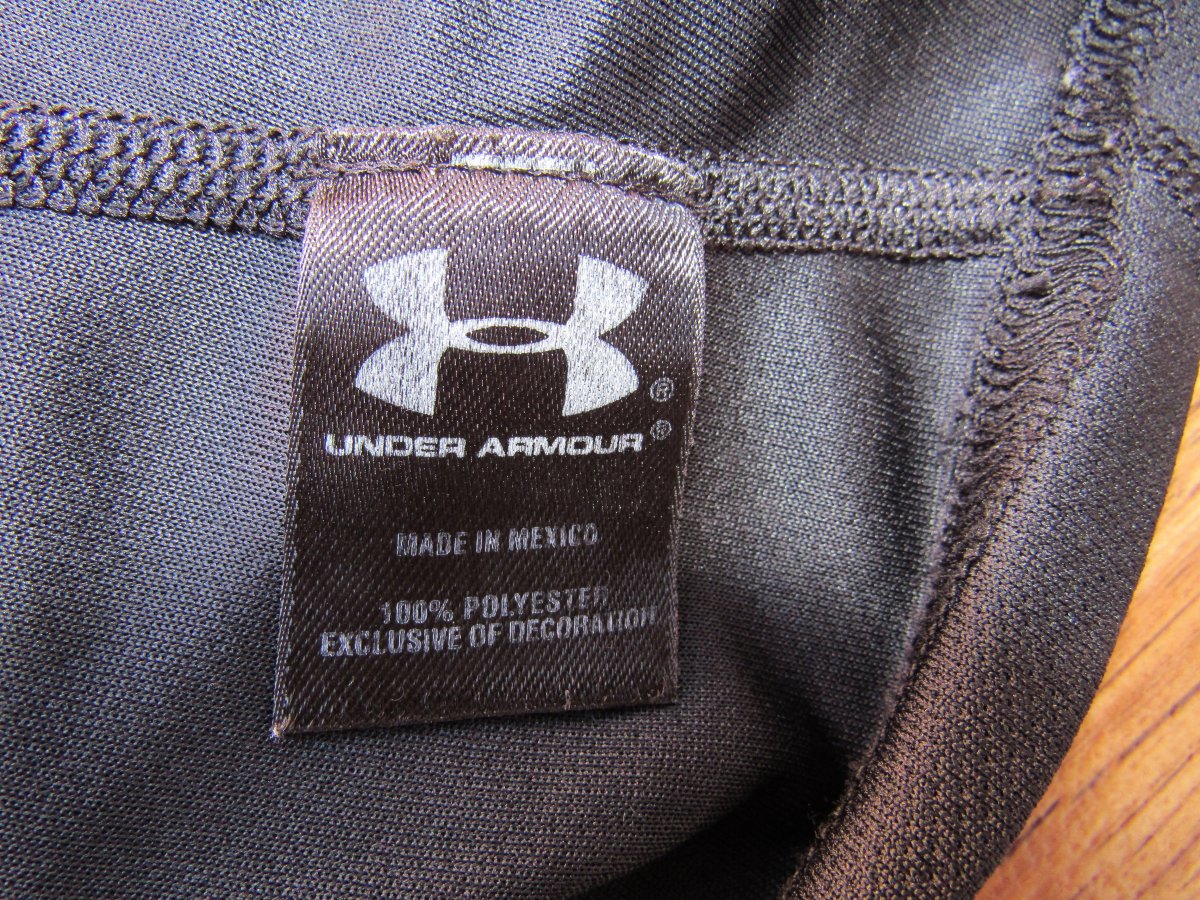 ®
UNDER ARMOUR®
MADE IN MEXICO
100% POLYESTER
EXCLUSIVE OF DECORATION